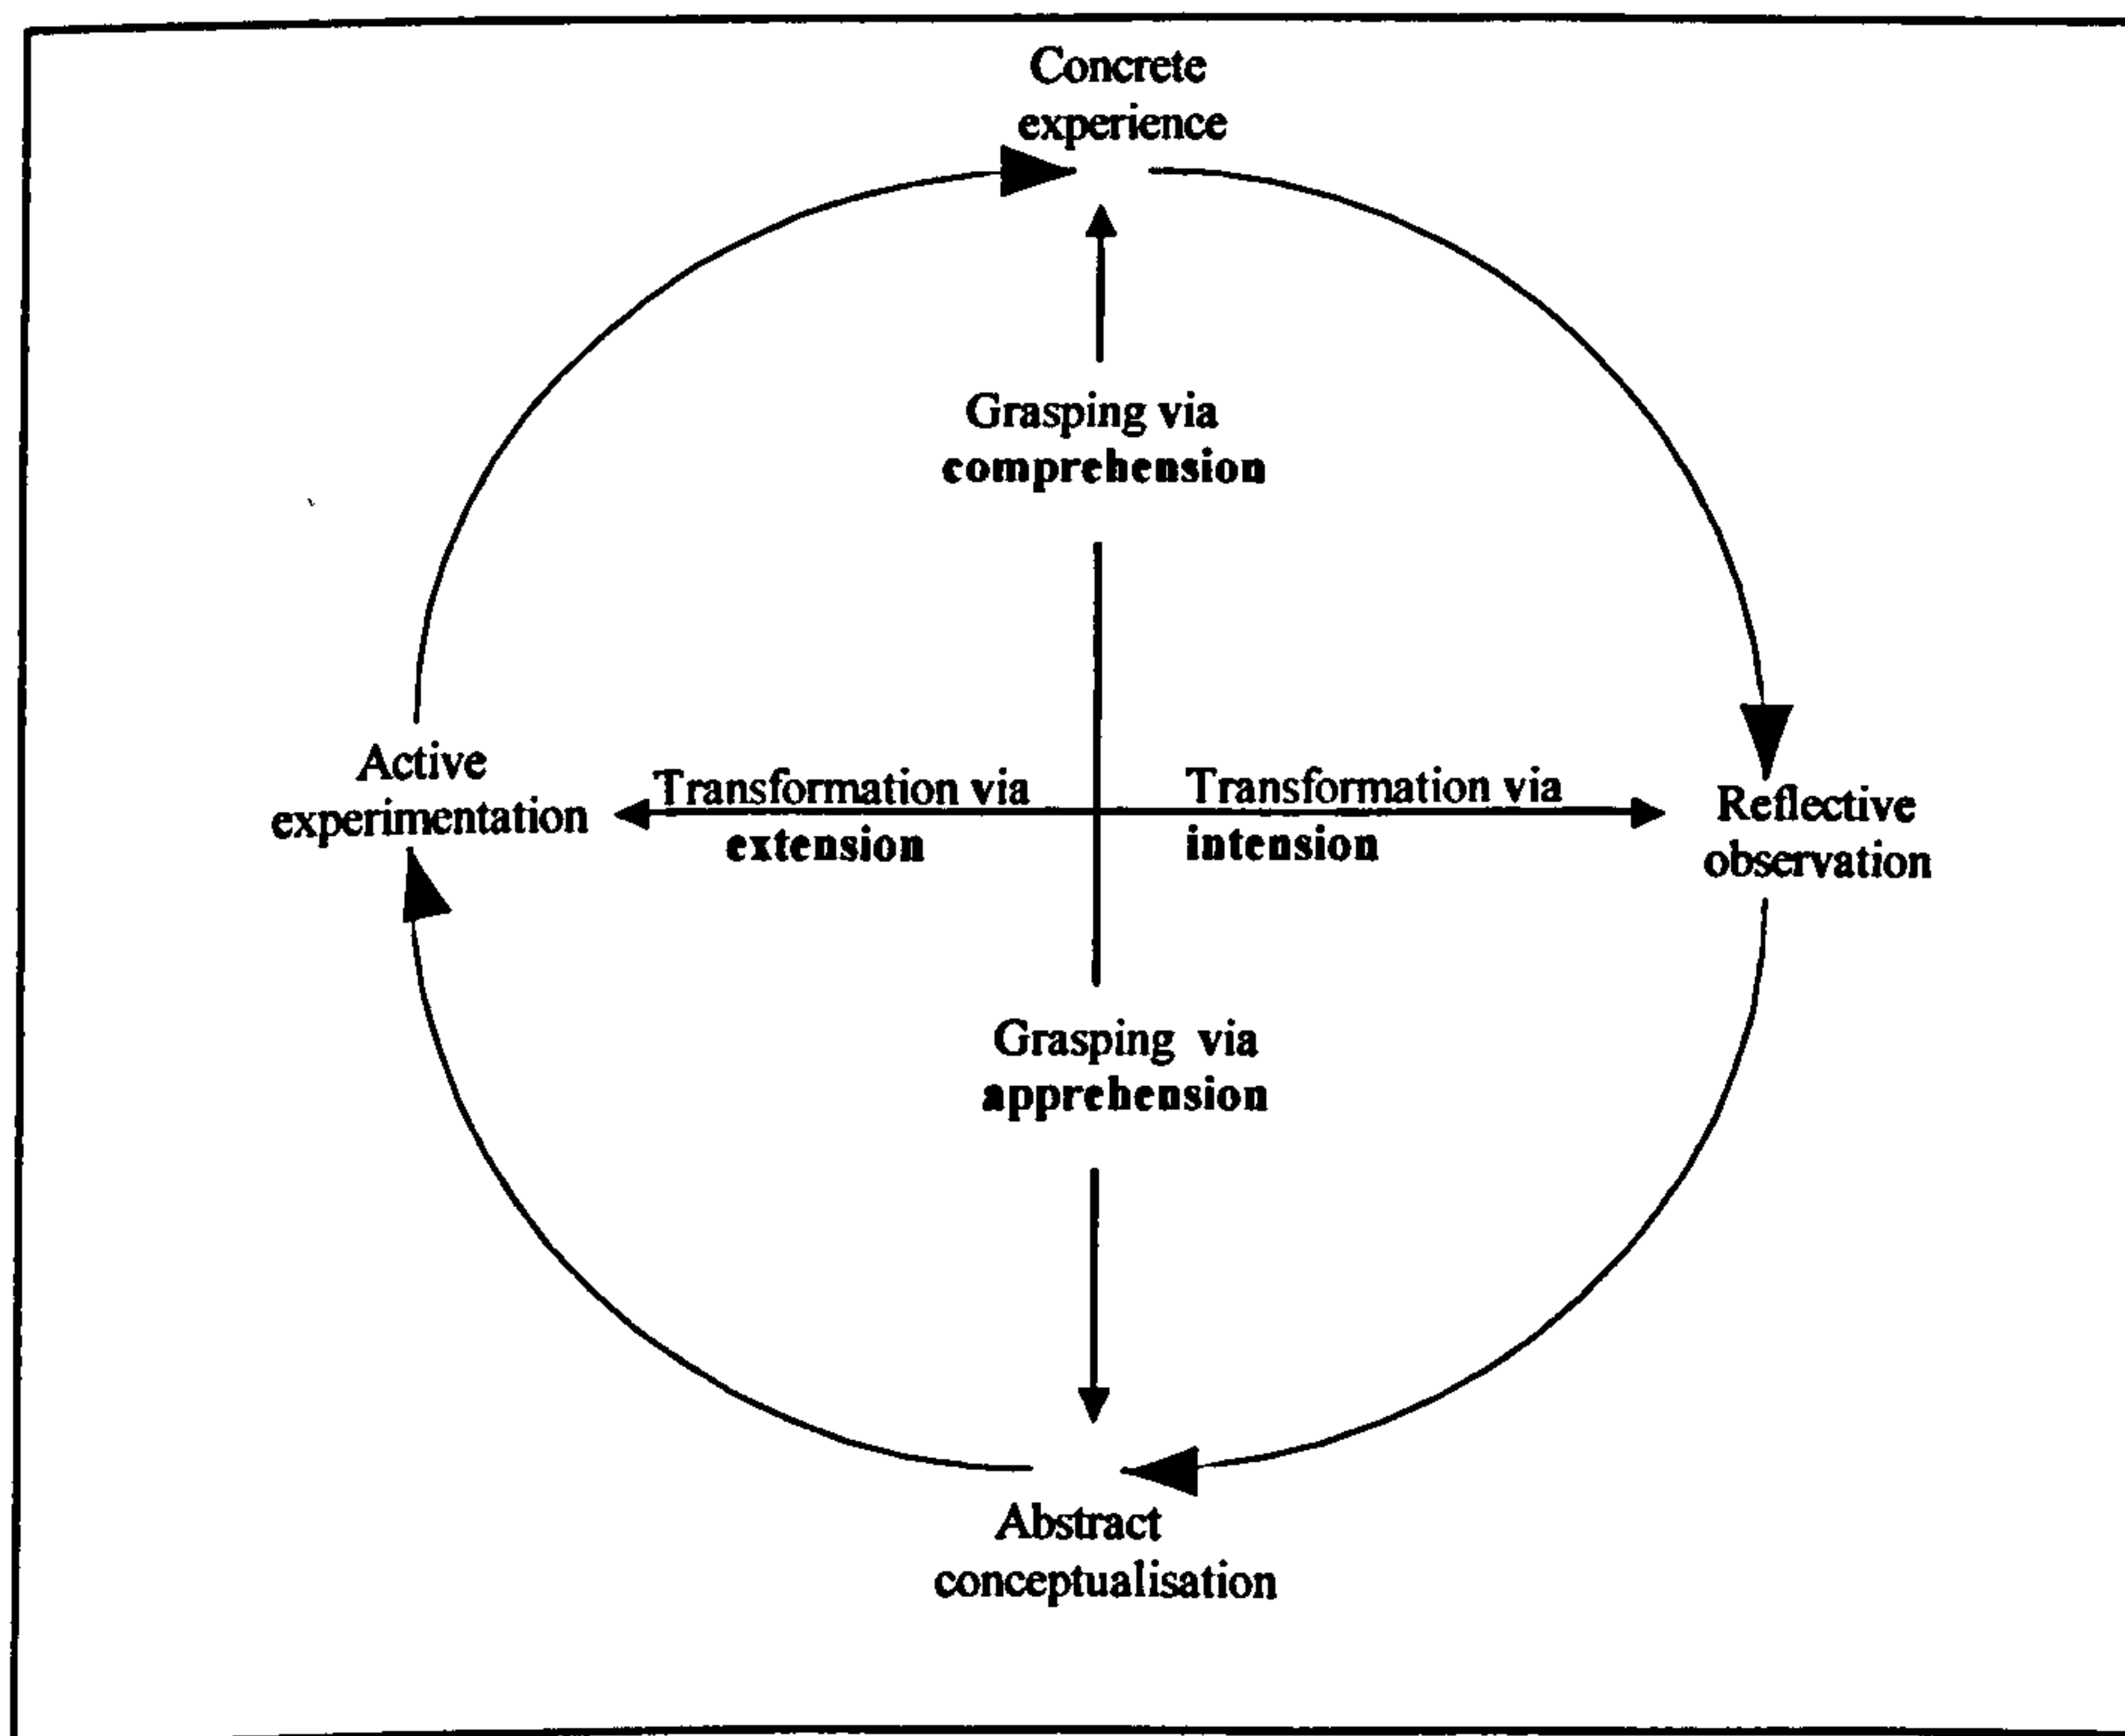 Concrete
experience
Grasping via
comprehension
Active
experimentation
Transformation via
extension
Transformation via
intension
Reflective
observation
Grasping via
apprehension
Abstract
conceptualisation